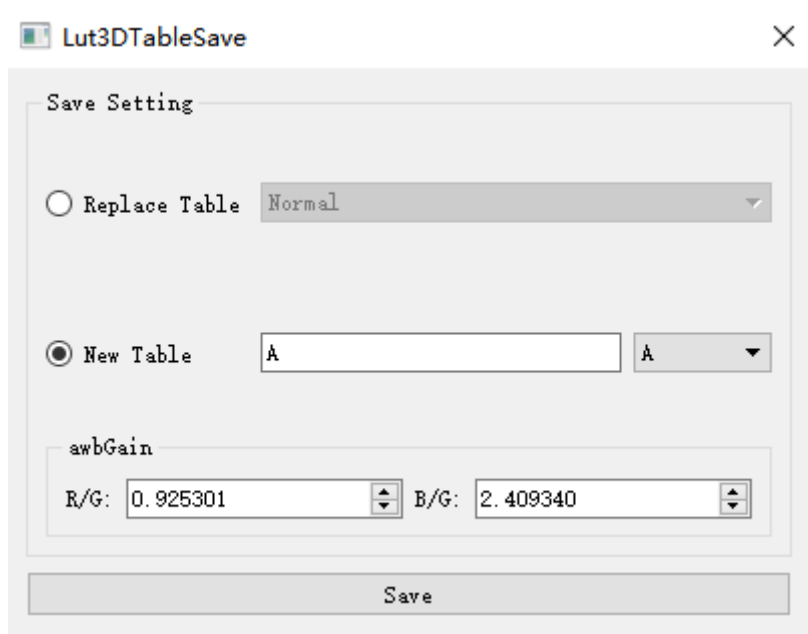 Lut3DTableSave
Save Setting
Replace Table Normal
New Table A A
awbGain
R/G: 0.925301 B/G: 2.409340
Save